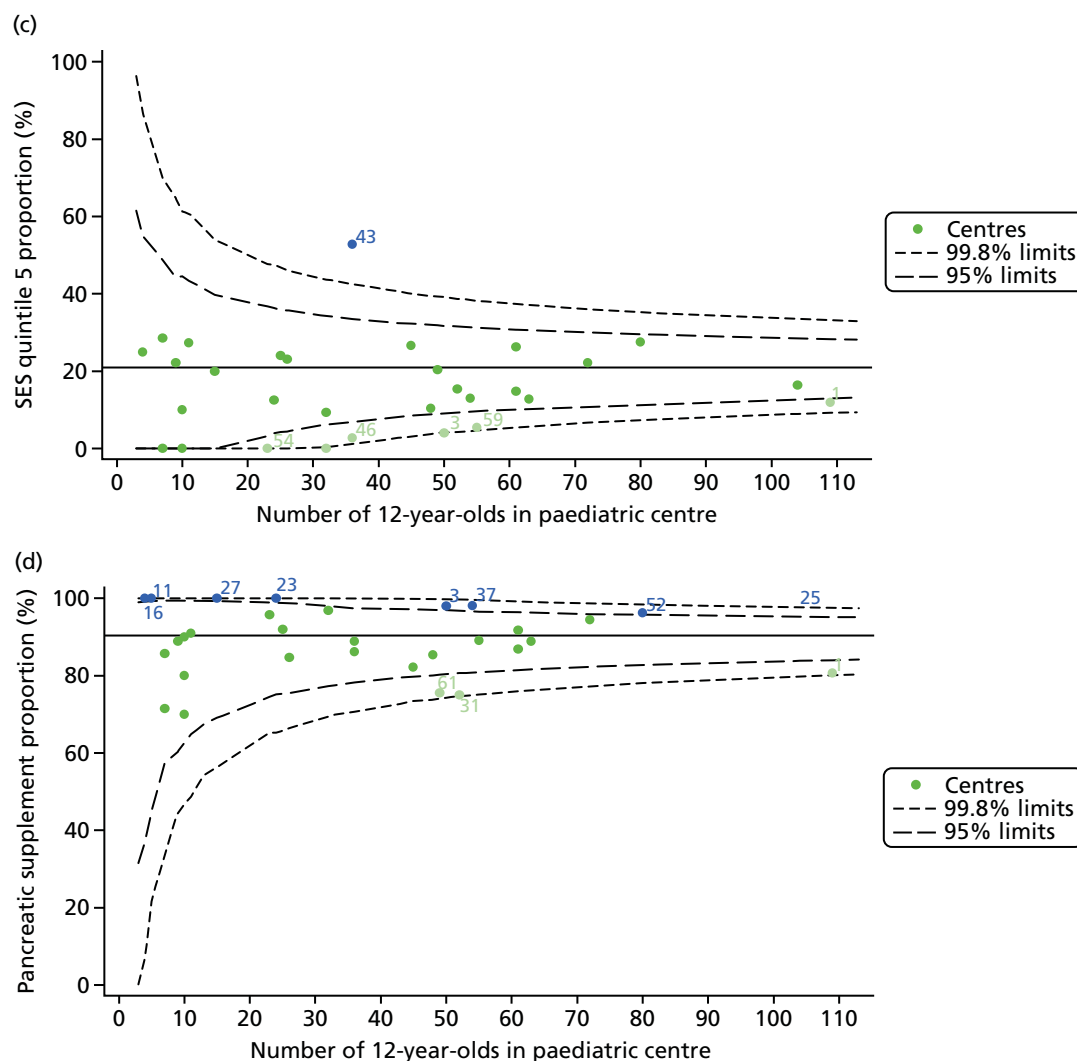 (c)
SES quintile 5 proportion (%)
100
80
60
40
20
0
43
54
46
3
59
1
0 10 20 30 40 50 60 70 80 90 100 110
Number of 12-year-olds in paediatric centre
Centres
99.8% limits
95% limits
(d)
Pancreatic supplement proportion (%)
100
80
60
40
20
0
11
16
27
23
3
37
52
25
61
31
1
0 10 20 30 40 50 60 70 80 90 100 110
Number of 12-year-olds in paediatric centre
Centres
99.8% limits
95% limits